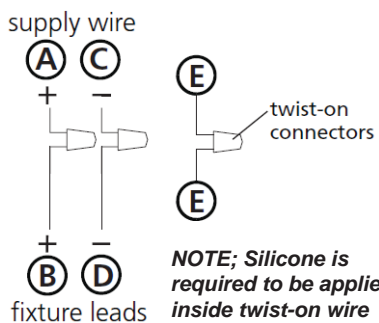 supply wire
A C E
+ −
twist-on
connectors
+ − E
B D
fixture leads
NOTE; Silicone is
required to be applie
inside twist-on wire